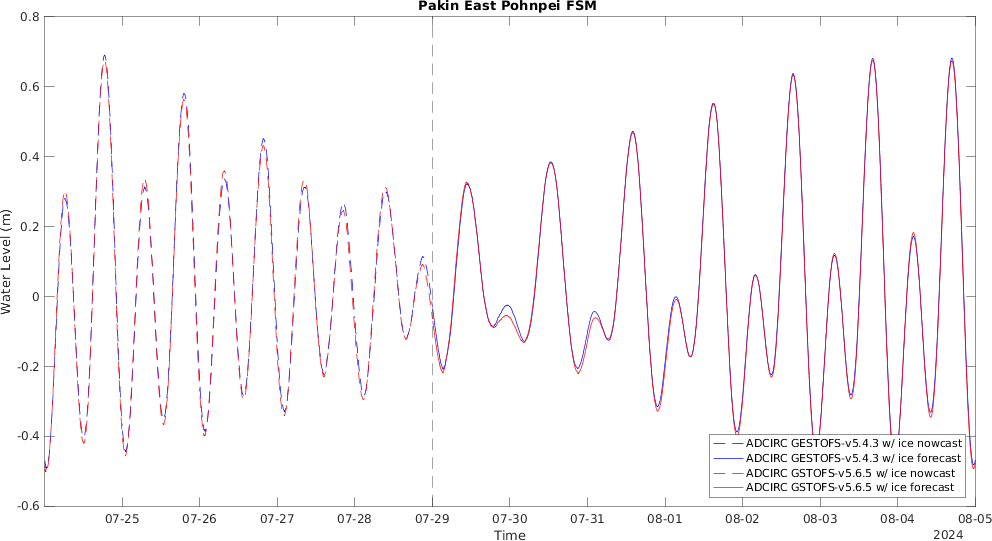 Pakin East Pohnpei FSM
0.8
0.6
0.4
0.2
0
-0.2
-0.4
-0.6
Water Level (m)
ADCIRC GESTOFS-v5.4.3 w/ ice nowcast
ADCIRC GESTOFS-v5.4.3 w/ ice forecast
ADCIRC GSTOFS-v5.6.5 w/ ice nowcast
ADCIRC GSTOFS-v5.6.5 w/ ice forecast
07-25 07-26 07-27 07-28 07-29 07-30 07-31 08-01 08-02 08-03 08-04 08-05
Time
2024